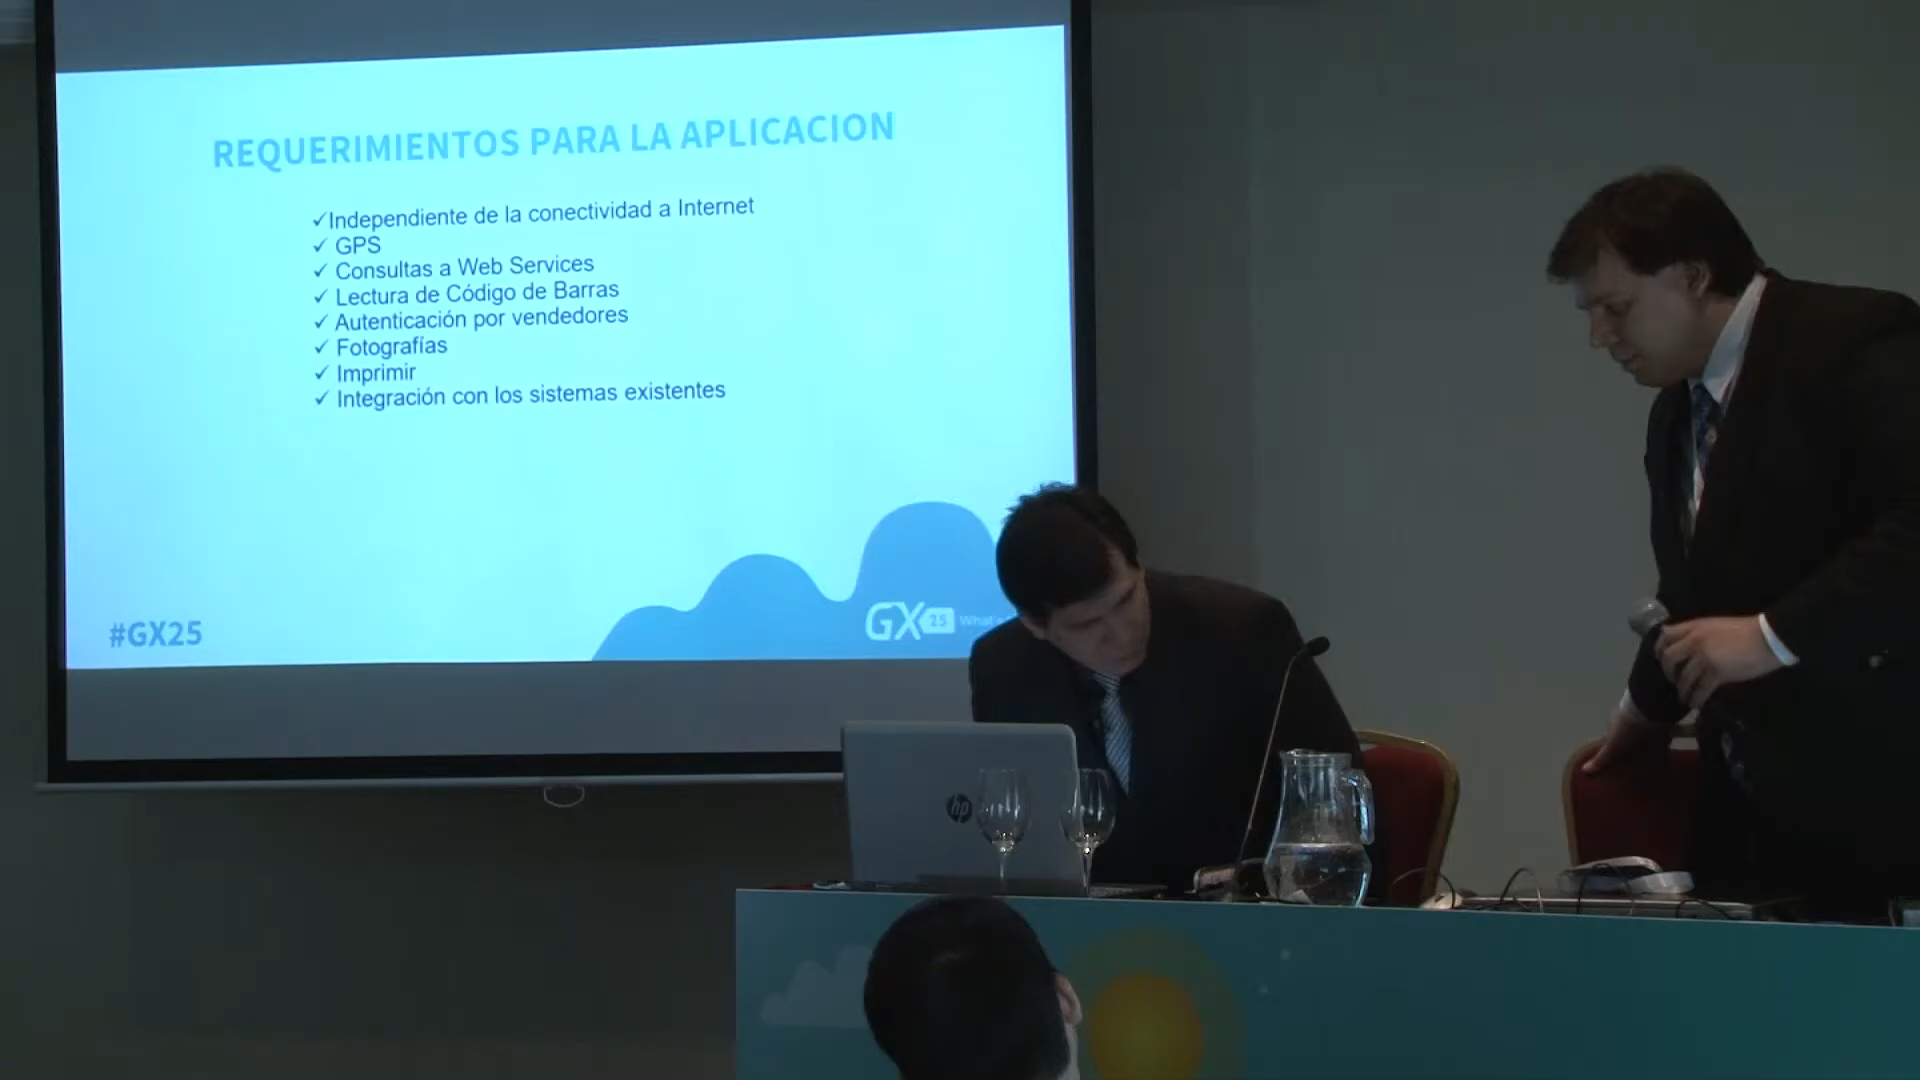 REQUERIMIENTOS PARA LA APLICACION
✓Independiente de la conectividad a Internet
✓ GPS
✓ Consultas a Web Services
✓ Lectura de Código de Barras
✓ Autenticación por vendedores
✓ Fotografías
✓ Imprimir
✓ Integración con los sistemas existentes
#GX25
GX 25 What's
hp